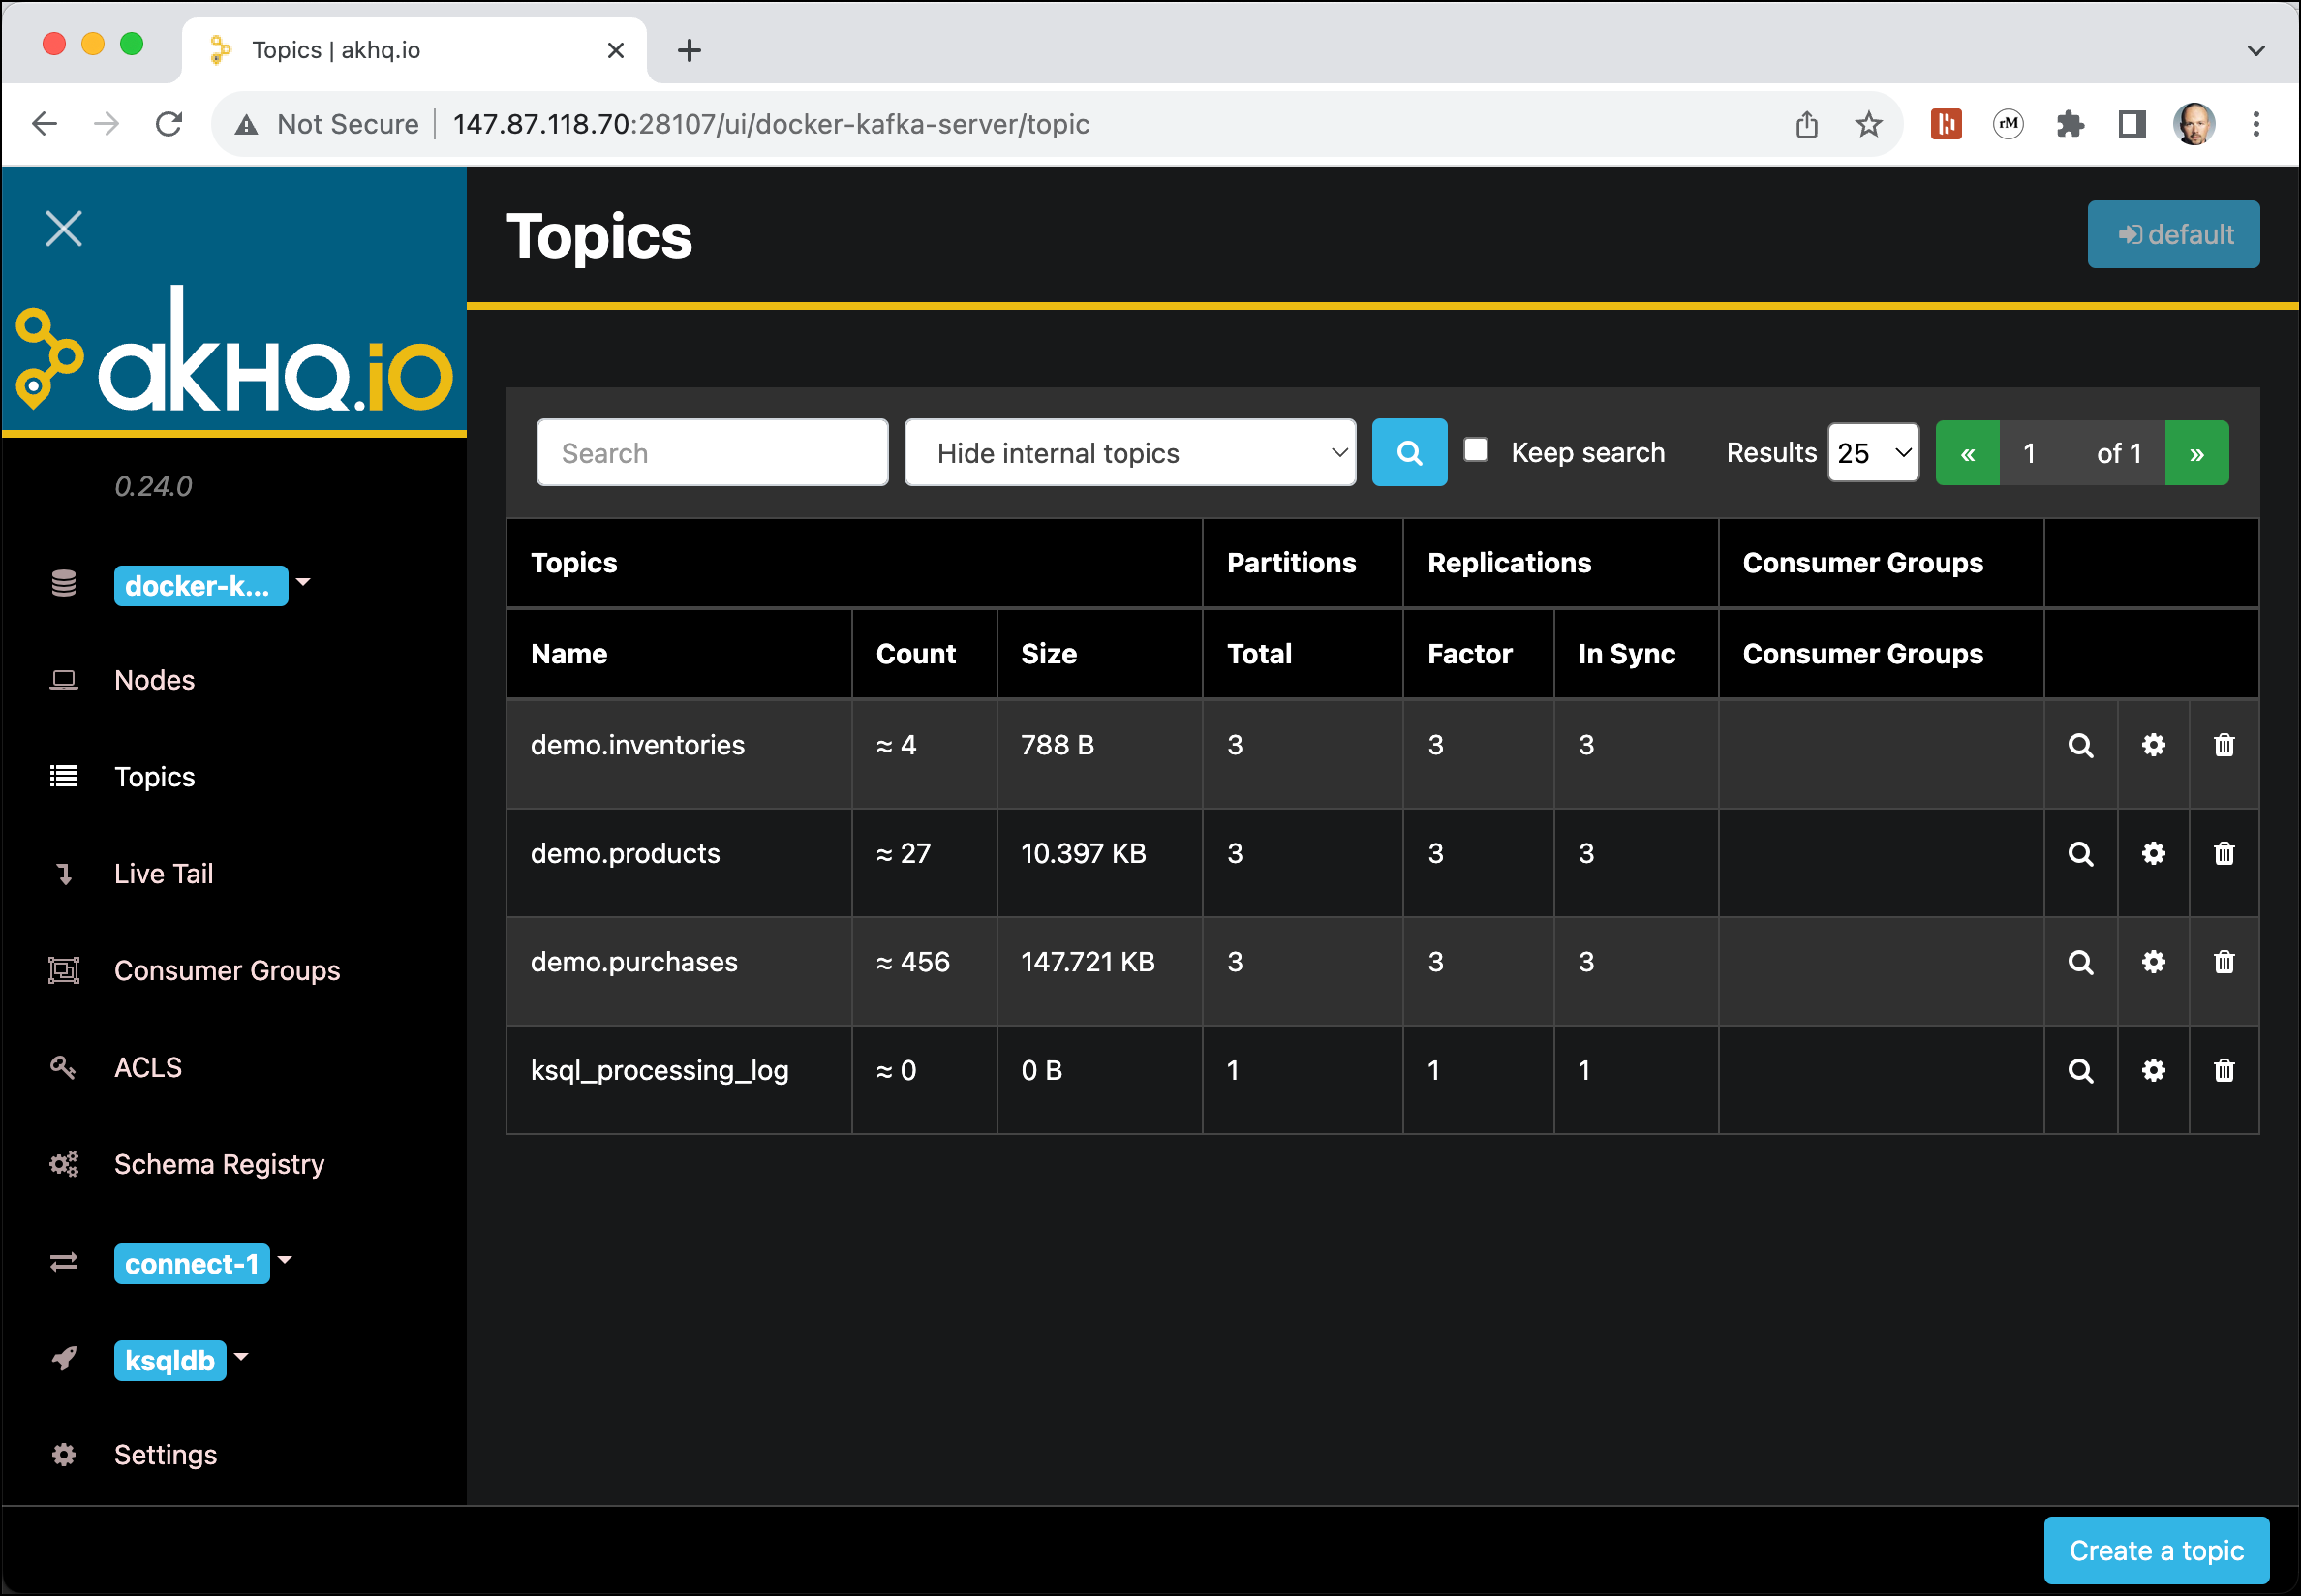 Topics | akhq.io
Not Secure 147.87.118.70:28107/ui/docker-kafka-server/topic
rM
akHQ.io
0.24.0
docker-k...
Nodes
Topics
Live Tail
Consumer Groups
ACLS
Schema Registry
connect-1
ksqldb
Settings
Topics
default
Search Hide internal topics Keep search Results 25 « 1 of 1 »
Topics Partitions Replications Consumer Groups
Name Count Size Total Factor In Sync Consumer Groups
demo.inventories ≈ 4 788 B 3 3 3
demo.products ≈ 27 10.397 KB 3 3 3
demo.purchases ≈ 456 147.721 KB 3 3 3
ksql_processing_log ≈ 0 0 B 1 1 1
Create a topic